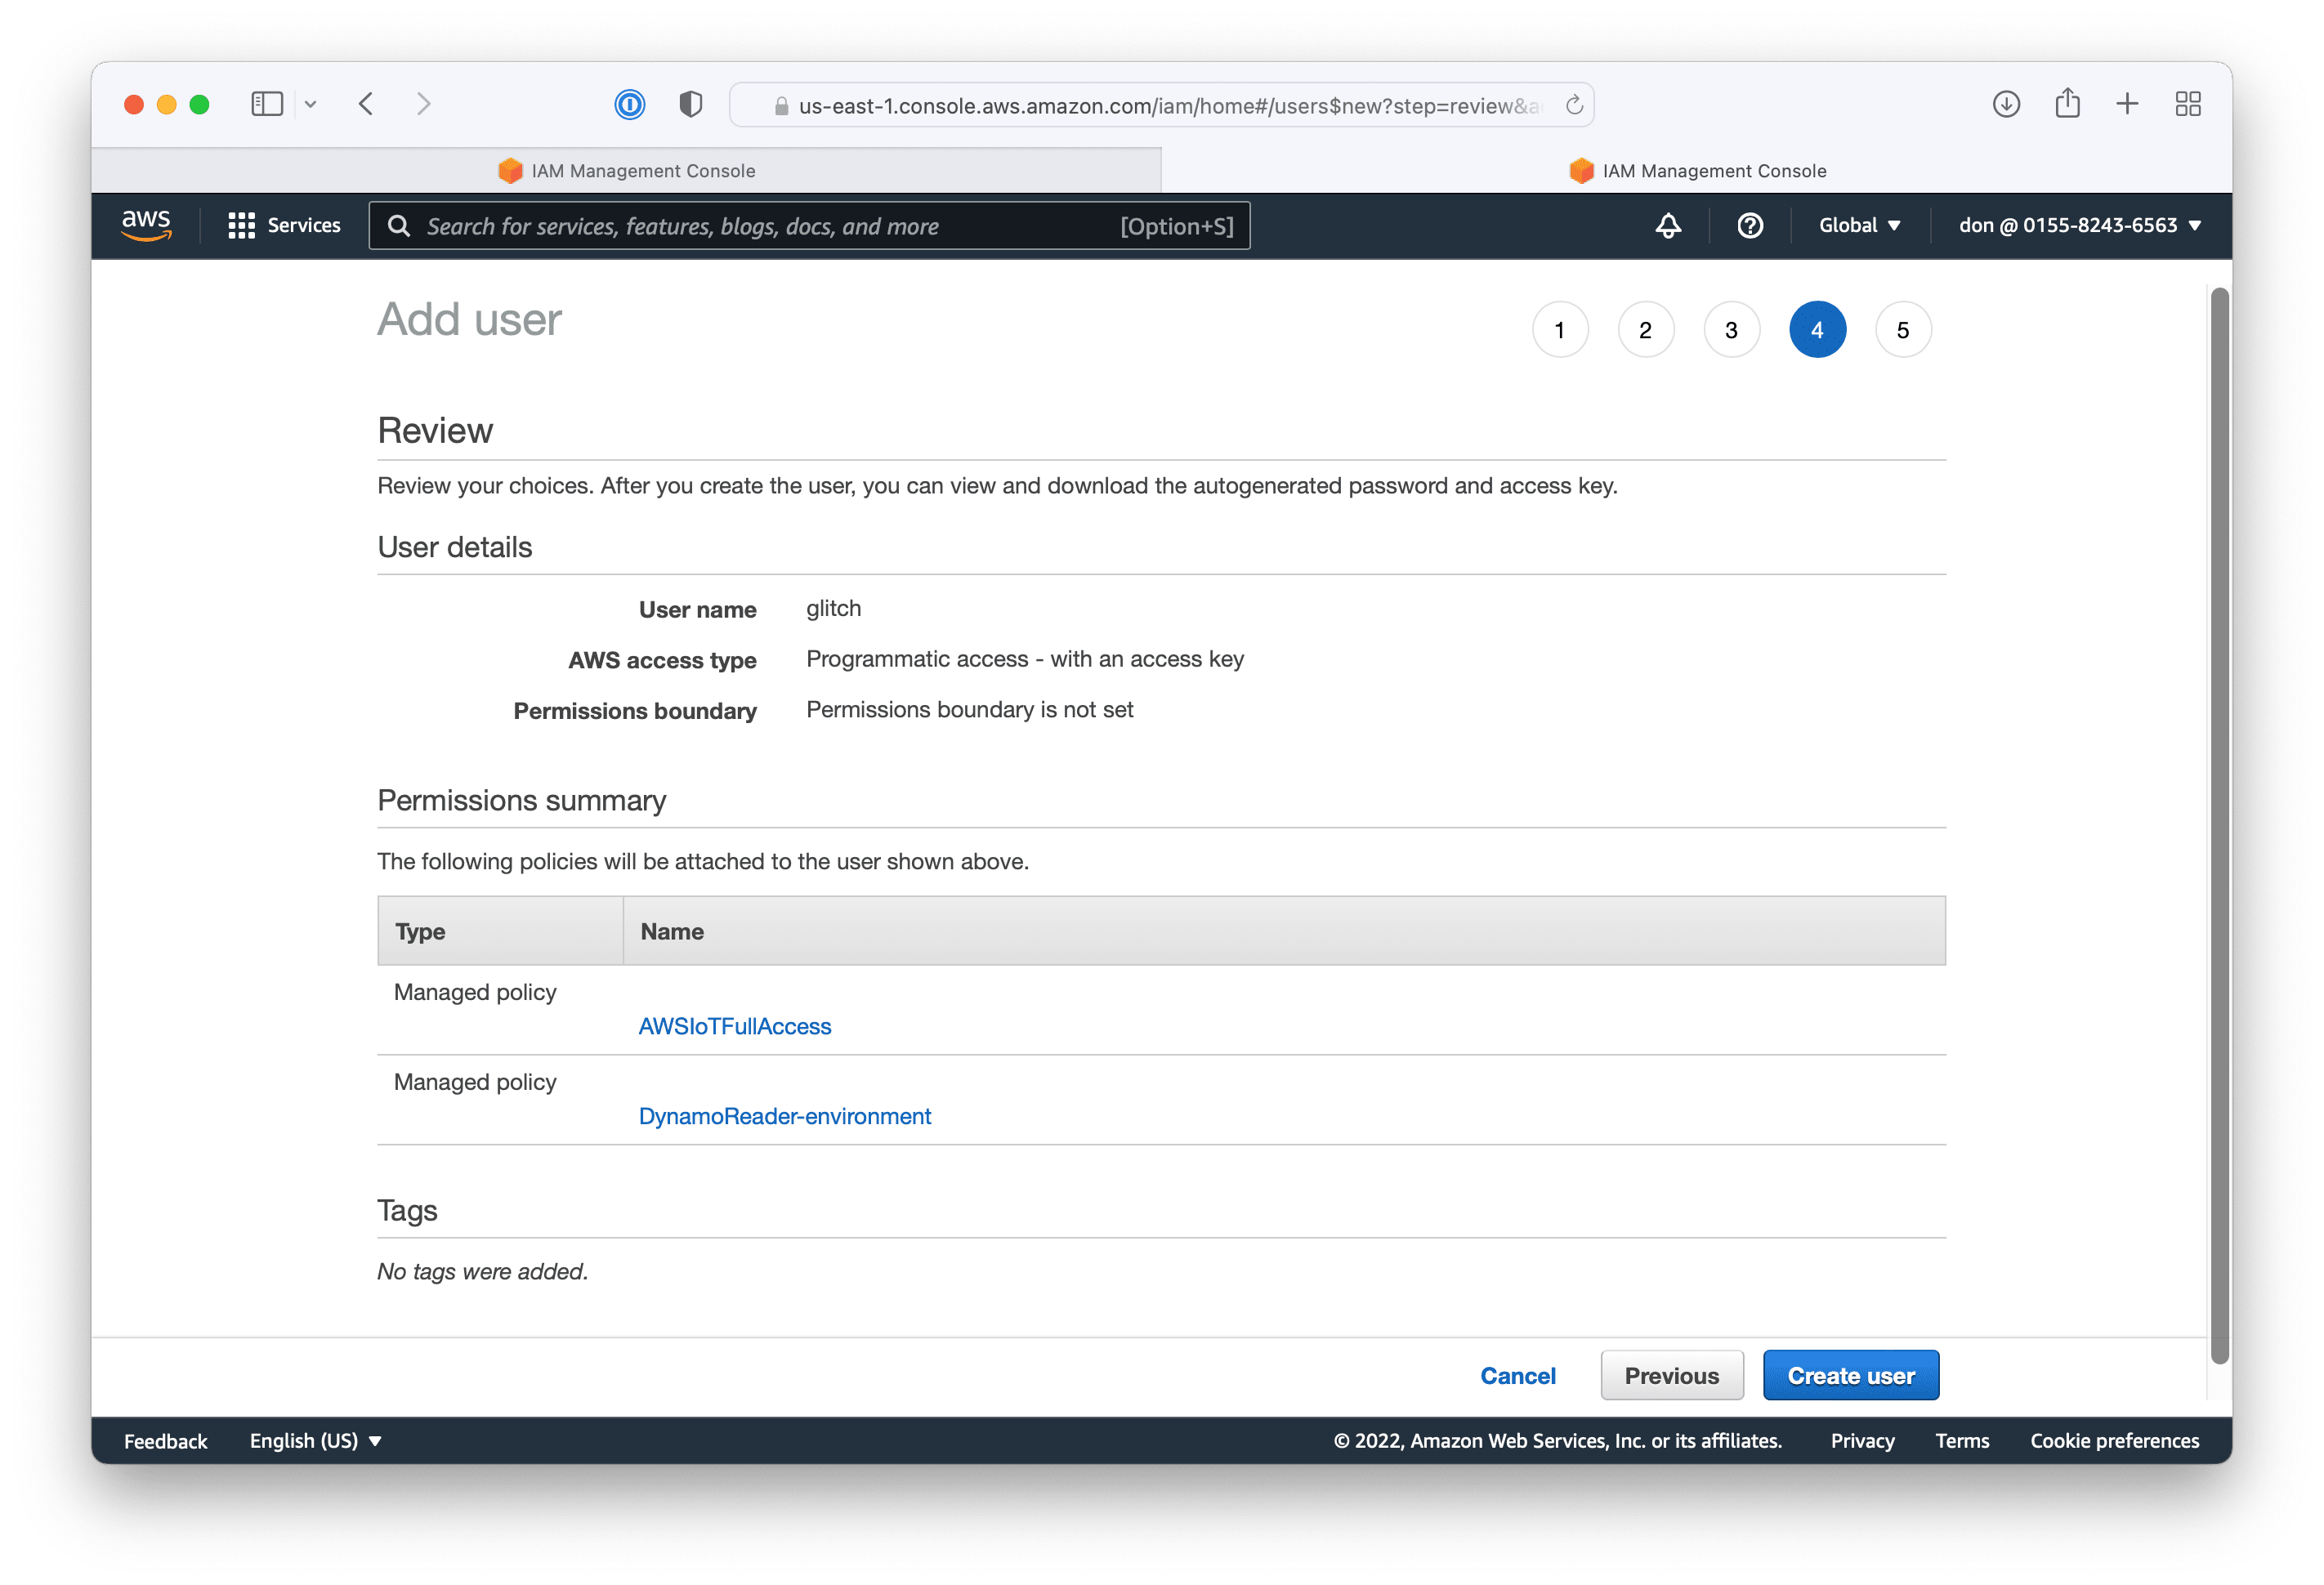 us-east-1.console.aws.amazon.com/iam/home#/users$new?step=review&a
IAM Management Console
IAM Management Console
aws
Services
Search for services, features, blogs, docs, and more
[Option+S]
Global
don @ 0155-8243-6563
Add user
1 2 3 4 5
Review
Review your choices. After you create the user, you can view and download the autogenerated password and access key.
User details
User name glitch
AWS access type Programmatic access - with an access key
Permissions boundary Permissions boundary is not set
Permissions summary
The following policies will be attached to the user shown above.
Type Name
Managed policy
AWSIoTFullAccess
Managed policy
DynamoReader-environment
Tags
No tags were added.
Cancel Previous Create user
Feedback English (US) © 2022, Amazon Web Services, Inc. or its affiliates. Privacy Terms Cookie preferences